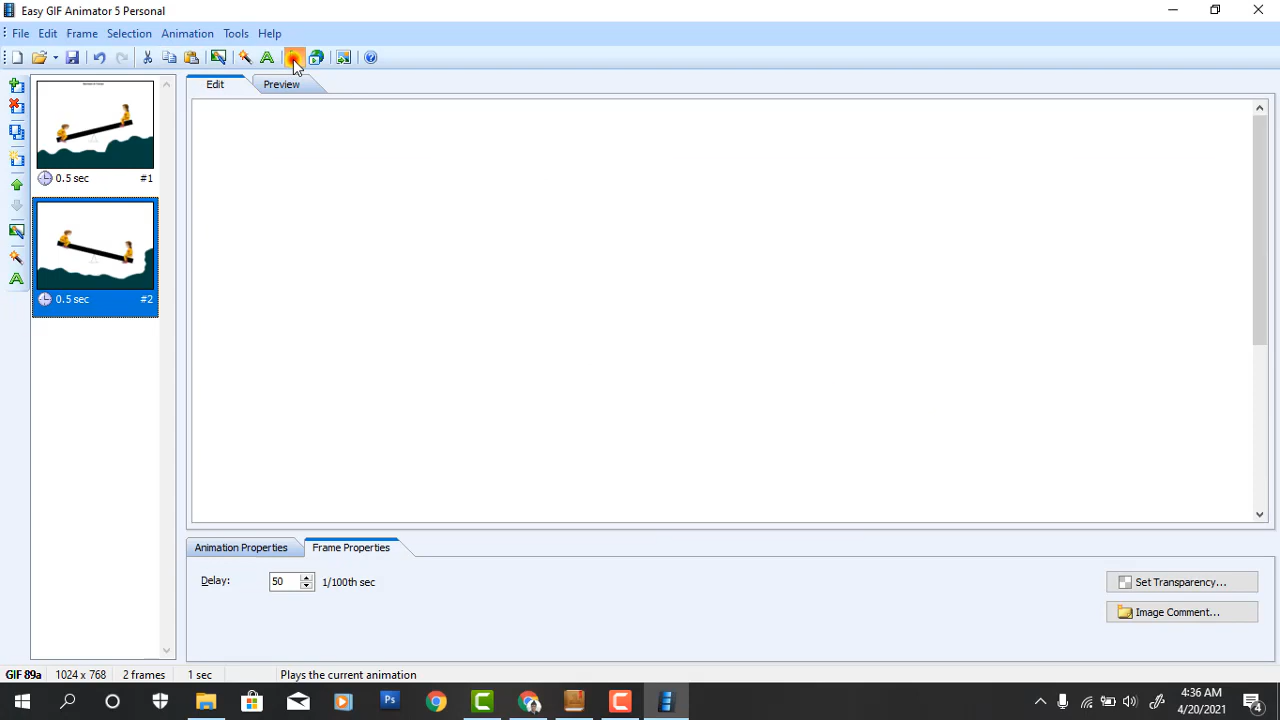 Easy GIF Animator 5 Personal
File Edit Frame Selection Animation Tools Help
Edit Preview
0.5 sec #1
0.5 sec #2
Animation Properties Frame Properties
Delay: 50 1/100th sec
Set Transparency...
Image Comment...
GIF 89a 1024 x 768 2 frames 1 sec Plays the current animation
Ps
4:36 AM
4/20/2021
4